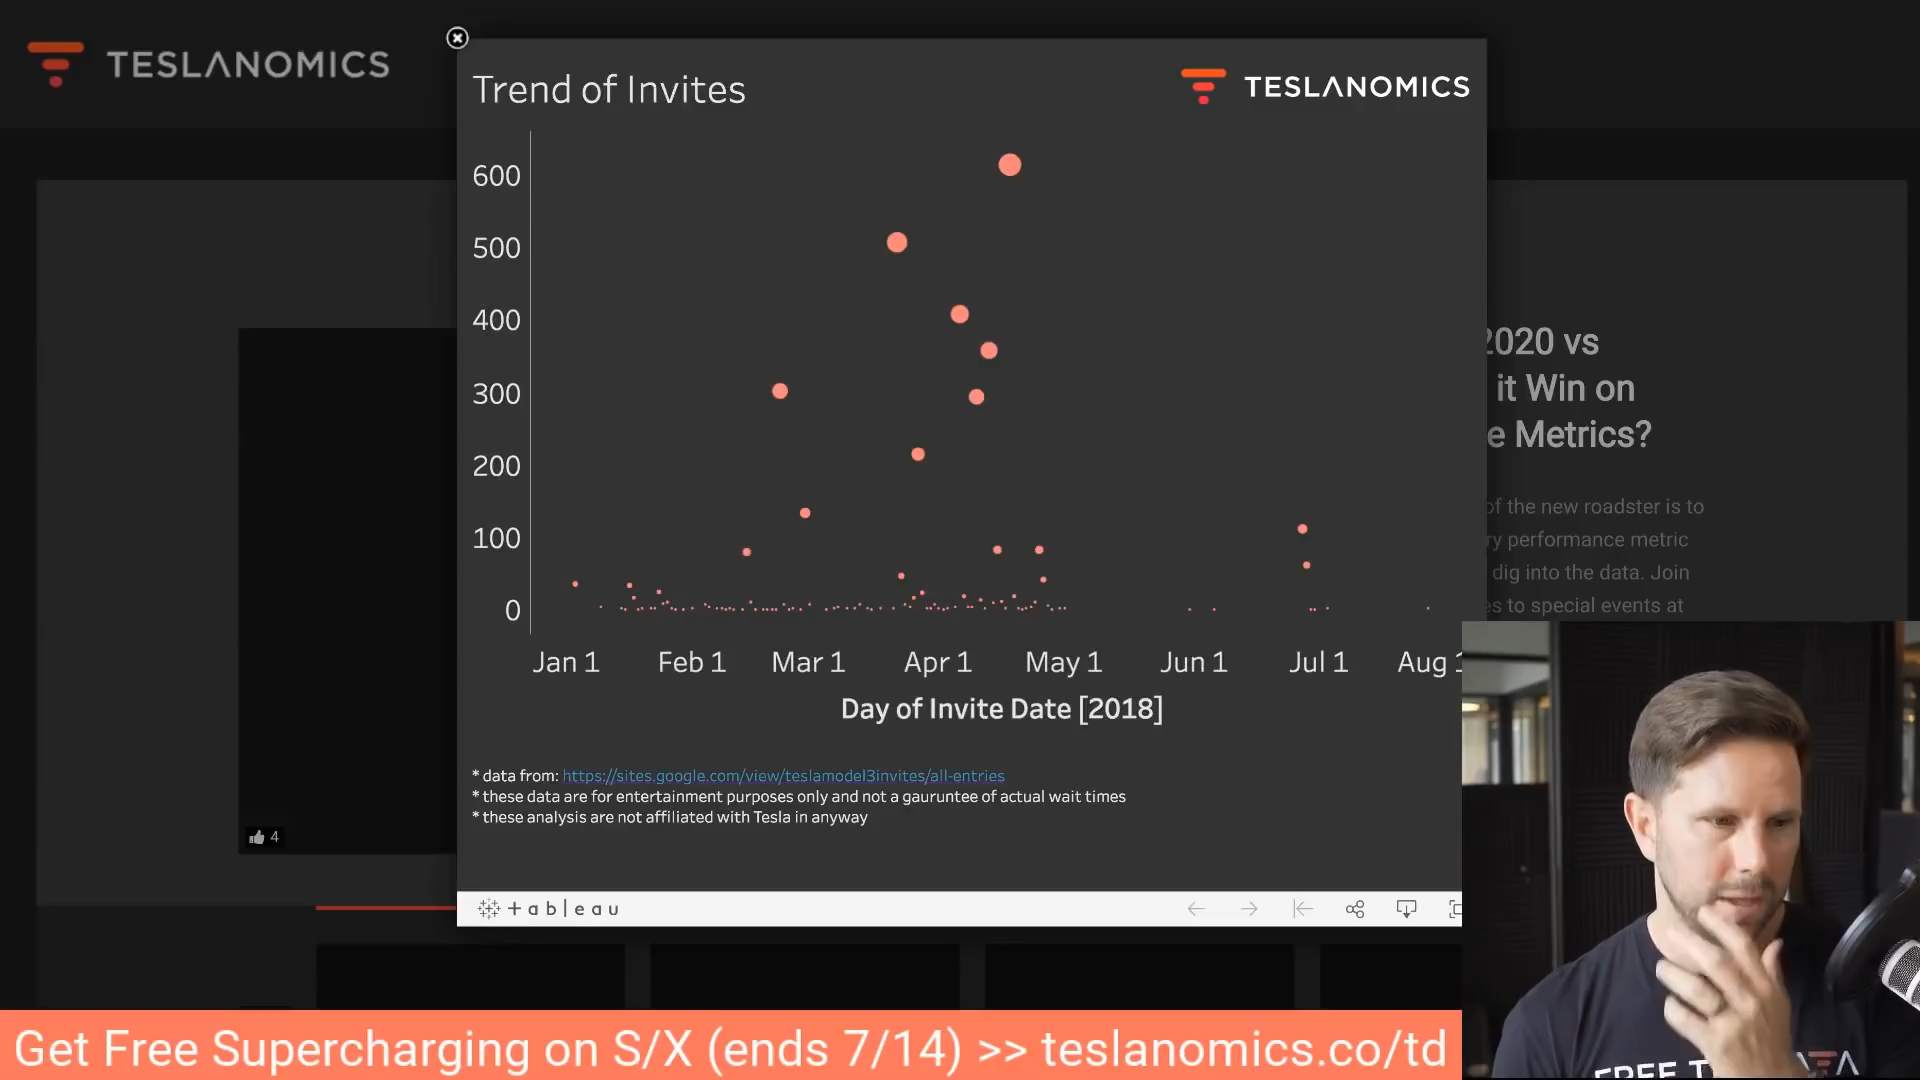 TESLANOMICS
Trend of Invites
TESLANOMICS
600
500
400
300
200
100
0
Jan 1
Feb 1
Mar 1
Apr 1
May 1
Jun 1
Jul 1
Aug
Day of Invite Date [2018]
* data from: https://sites.google.com/view/teslamodel3invites/all-entries
* these data are for entertainment purposes only and not a gauruntee of actual wait times
* these analysis are not affiliated with Tesla in anyway
2020 vs
it Win on
e Metrics?
of the new roadster is to
ry performance metric
dig into the data. Join
es to special events at
4
+ableau
Get Free Supercharging on S/X (ends 7/14) >> teslanomics.co/td
FREE